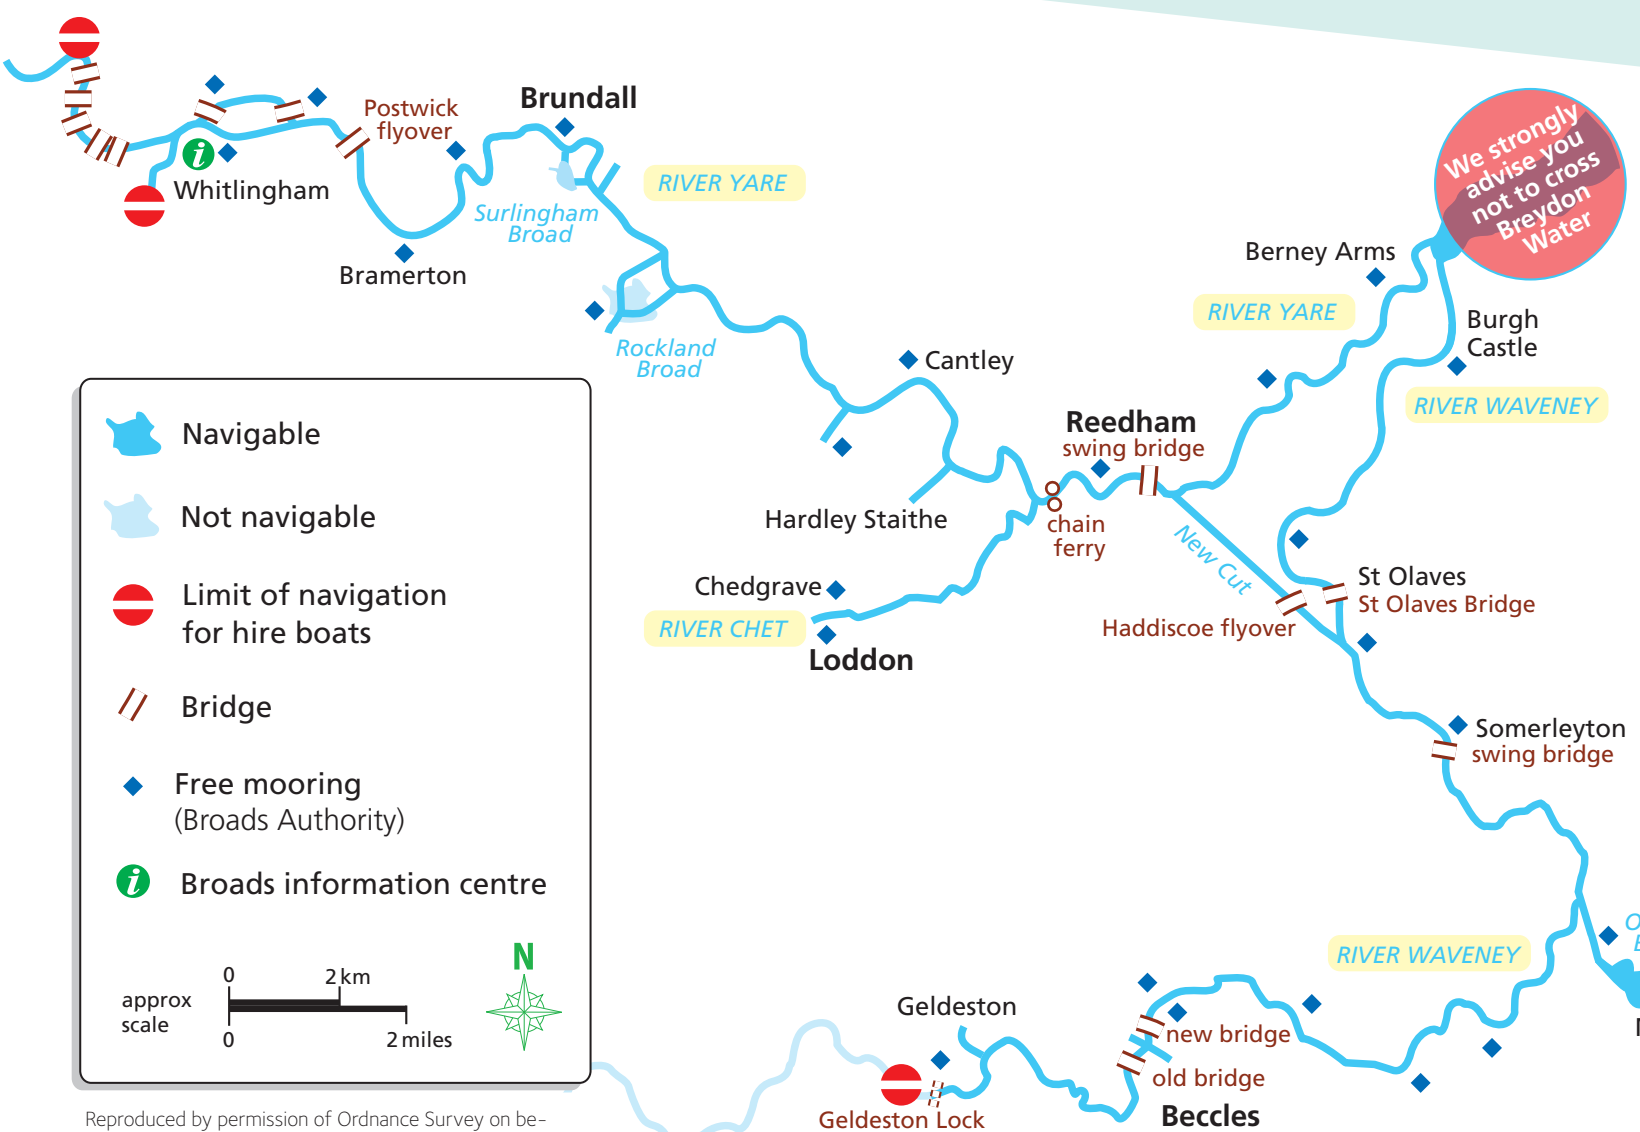 Brundall
Postwick
flyover
Whitlingham
RIVER YARE
Surlingham
Broad
Bramerton
Rockland
Broad
We strongly
advise you
not to cross
Breydon
Water
Berney Arms
RIVER YARE
Burgh
Castle
RIVER WAVENEY
Cantley
Reedham
swing bridge
Hardley Staithe
chain
ferry
New Cut
Chedgrave
RIVER CHET
Loddon
St Olaves
St Olaves Bridge
Haddiscoe flyover
Somerleyton
swing bridge
RIVER WAVENEY
Geldeston
new bridge
old bridge
Geldeston Lock
Beccles
Navigable
Not navigable
Limit of navigation
for hire boats
Bridge
Free mooring
(Broads Authority)
i Broads information centre
N
approx
scale
0 2 km
0 2 miles
Reproduced by permission of Ordnance Survey on be-